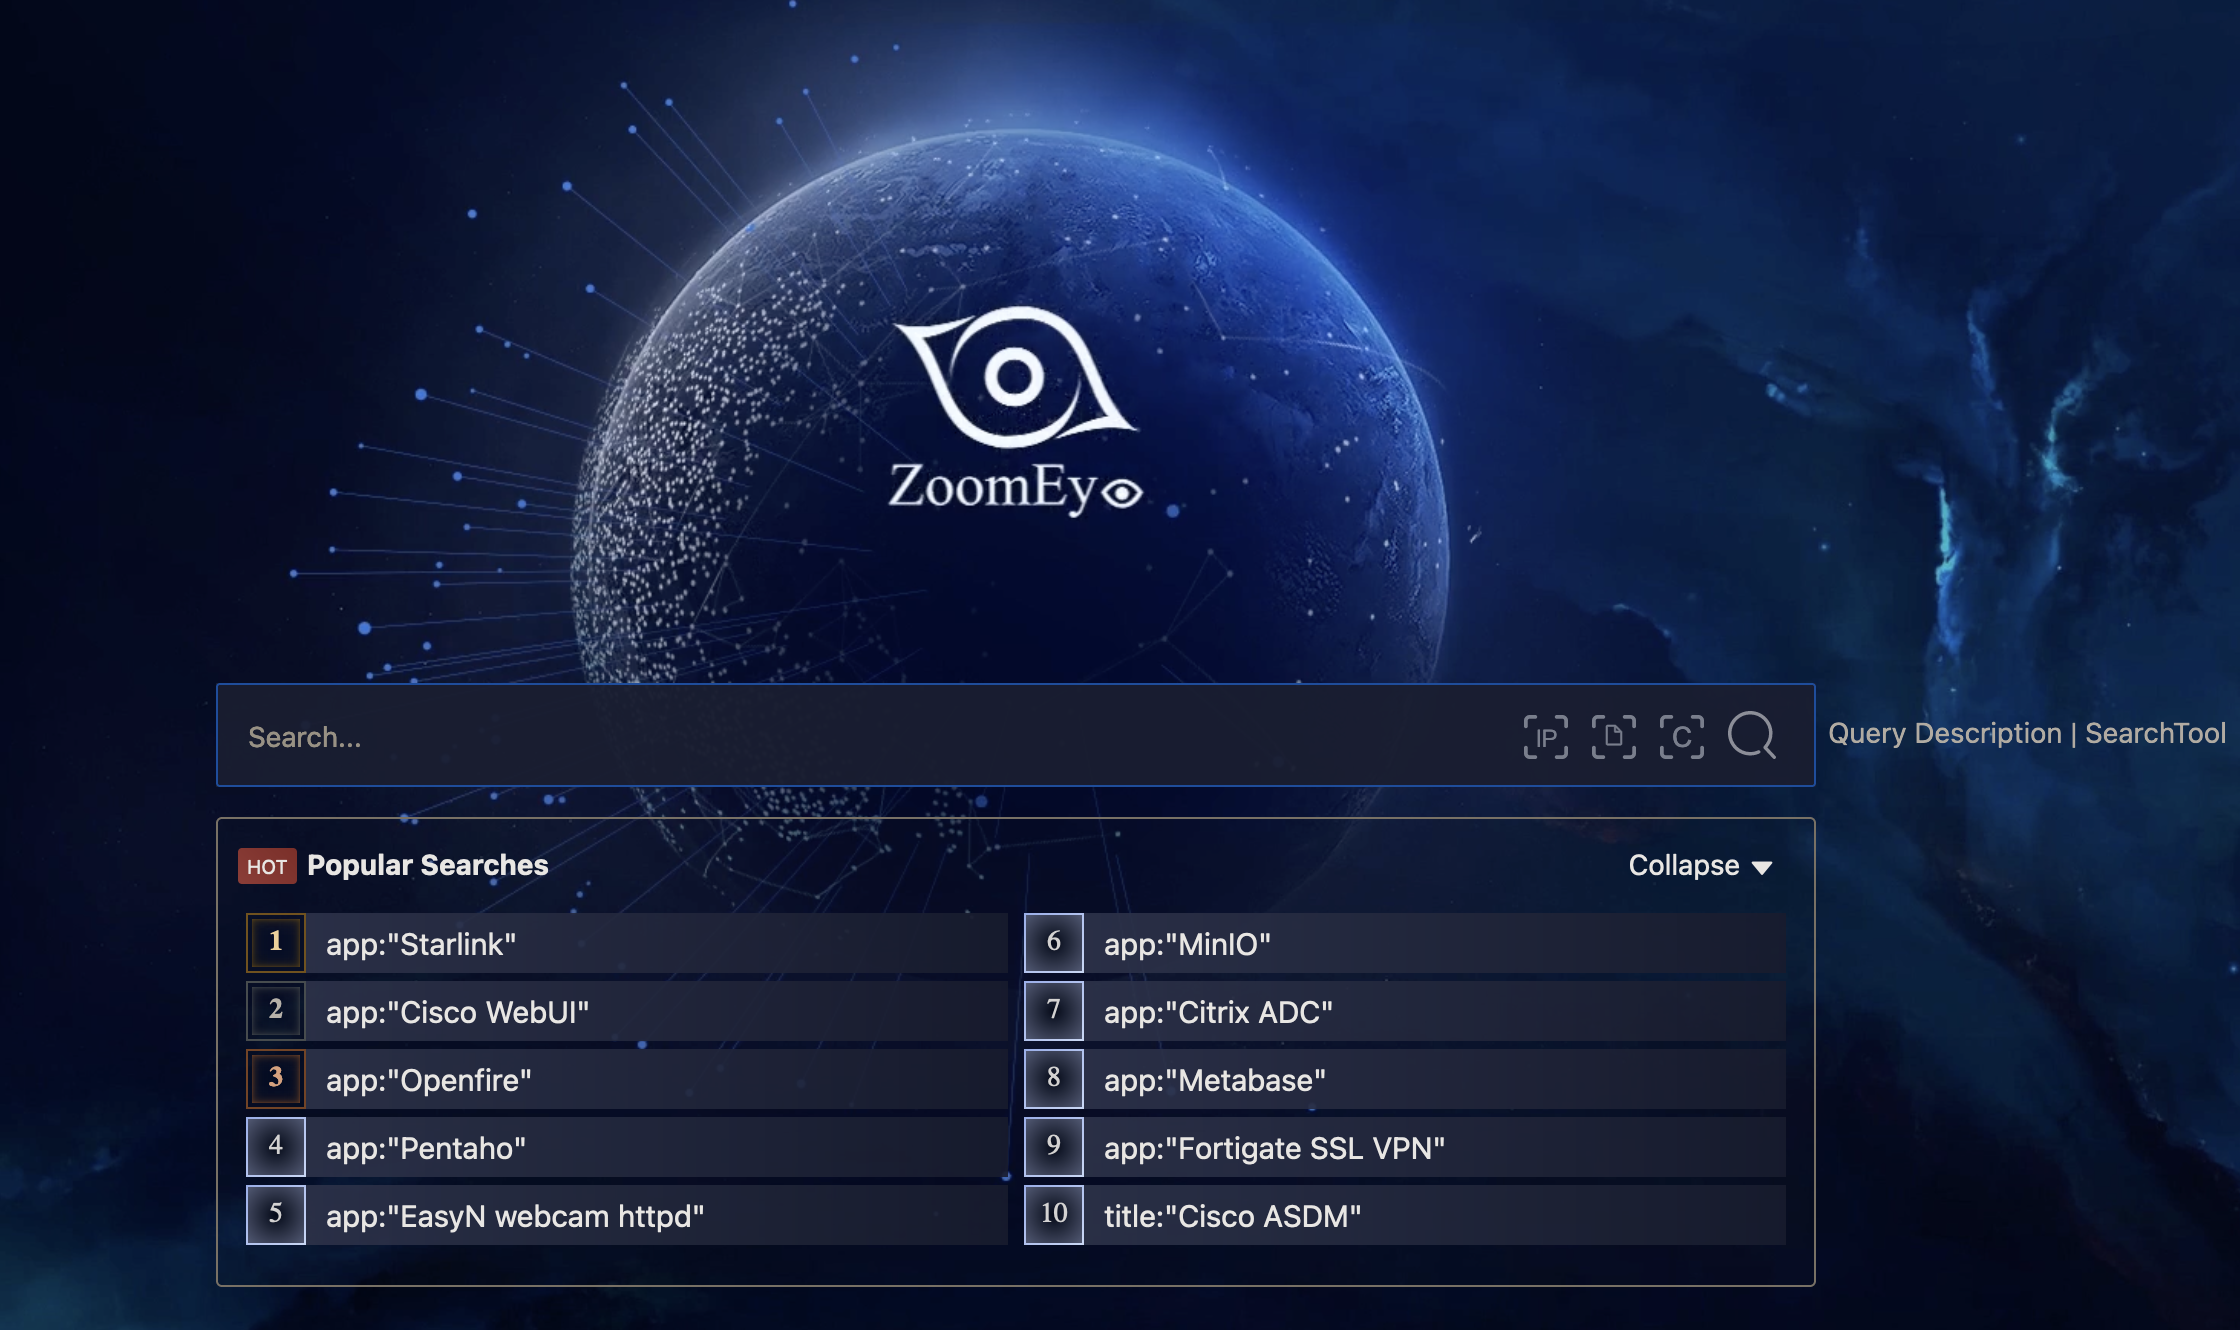 ZoomEye
Search...
IP
C
Query Description | SearchTool
HOT Popular Searches
Collapse
1 app:"Starlink"
2 app:"Cisco WebUI"
3 app:"Openfire"
4 app:"Pentaho"
5 app:"EasyN webcam httpd"
6 app:"MinIO"
7 app:"Citrix ADC"
8 app:"Metabase"
9 app:"Fortigate SSL VPN"
10 title:"Cisco ASDM"